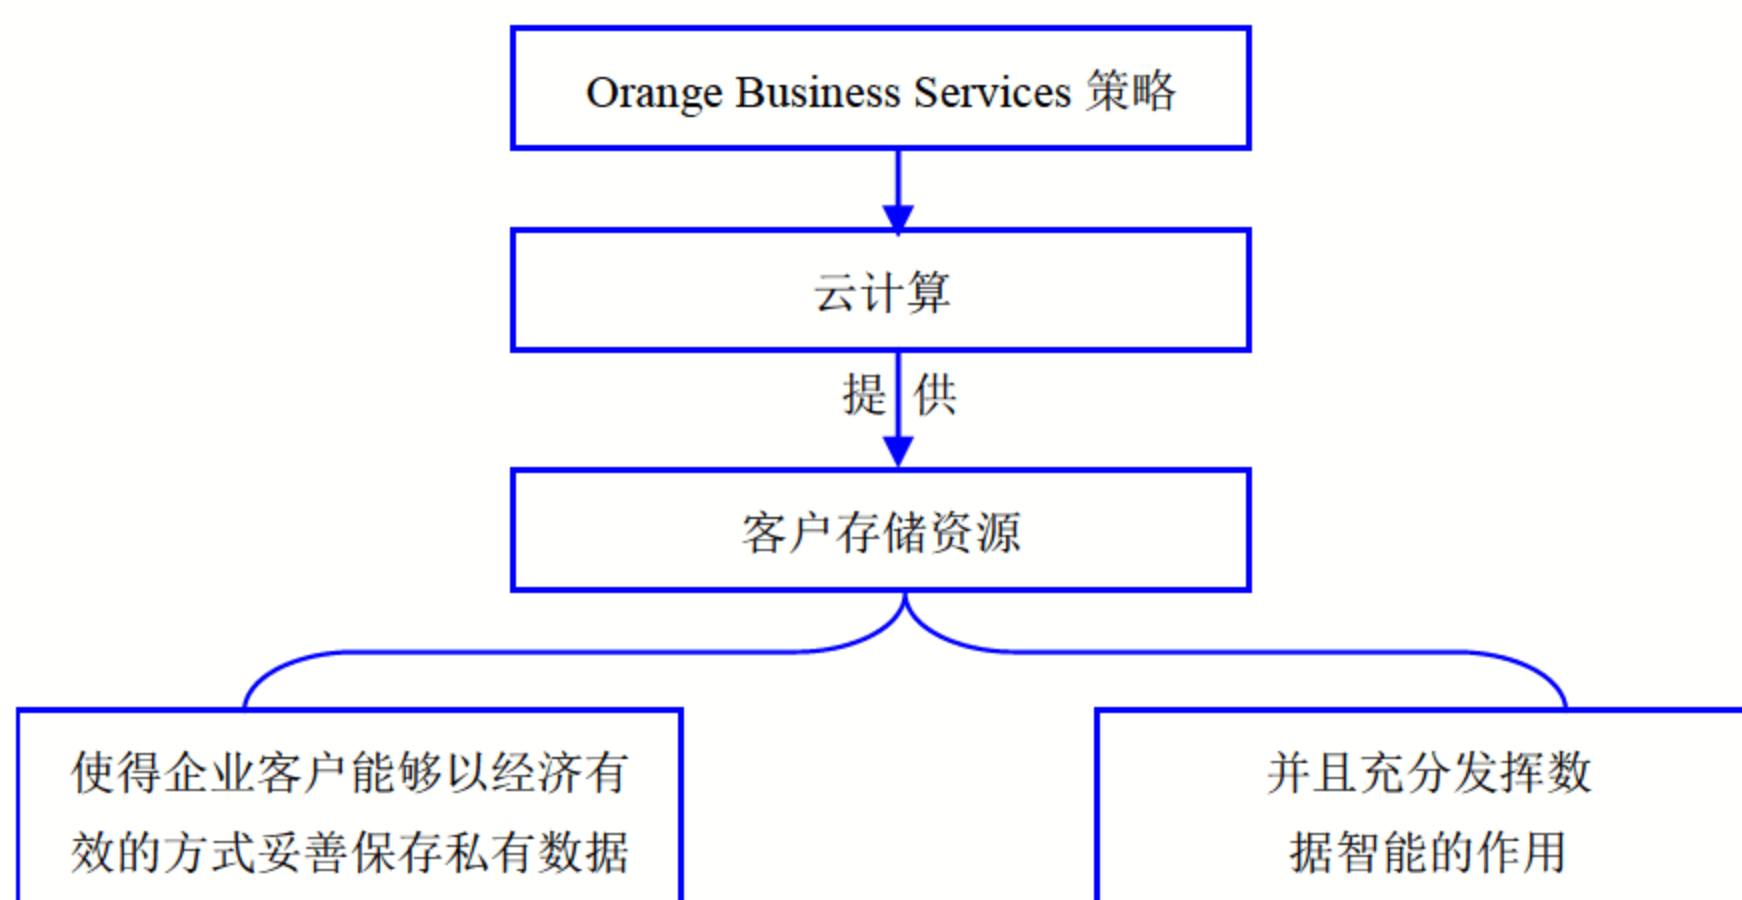 Orange Business Services 策略
云计算
提 供
客户存储资源
使得企业客户能够以经济有
效的方式妥善保存私有数据
并且充分发挥数
据智能的作用